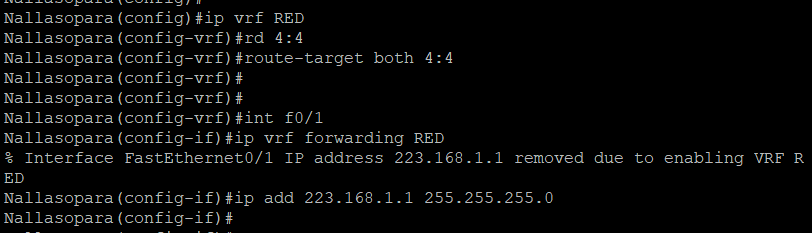 Nallasopara(config)#
Nallasopara(config)#ip vrf RED
Nallasopara(config-vrf)#rd 4:4
Nallasopara(config-vrf)#route-target both 4:4
Nallasopara(config-vrf)#
Nallasopara(config-vrf)#
Nallasopara(config-vrf)#int f0/1
Nallasopara(config-if)#ip vrf forwarding RED
% Interface FastEthernet0/1 IP address 223.168.1.1 removed due to enabling VRF R
ED
Nallasopara(config-if)#ip add 223.168.1.1 255.255.255.0
Nallasopara(config-if)#